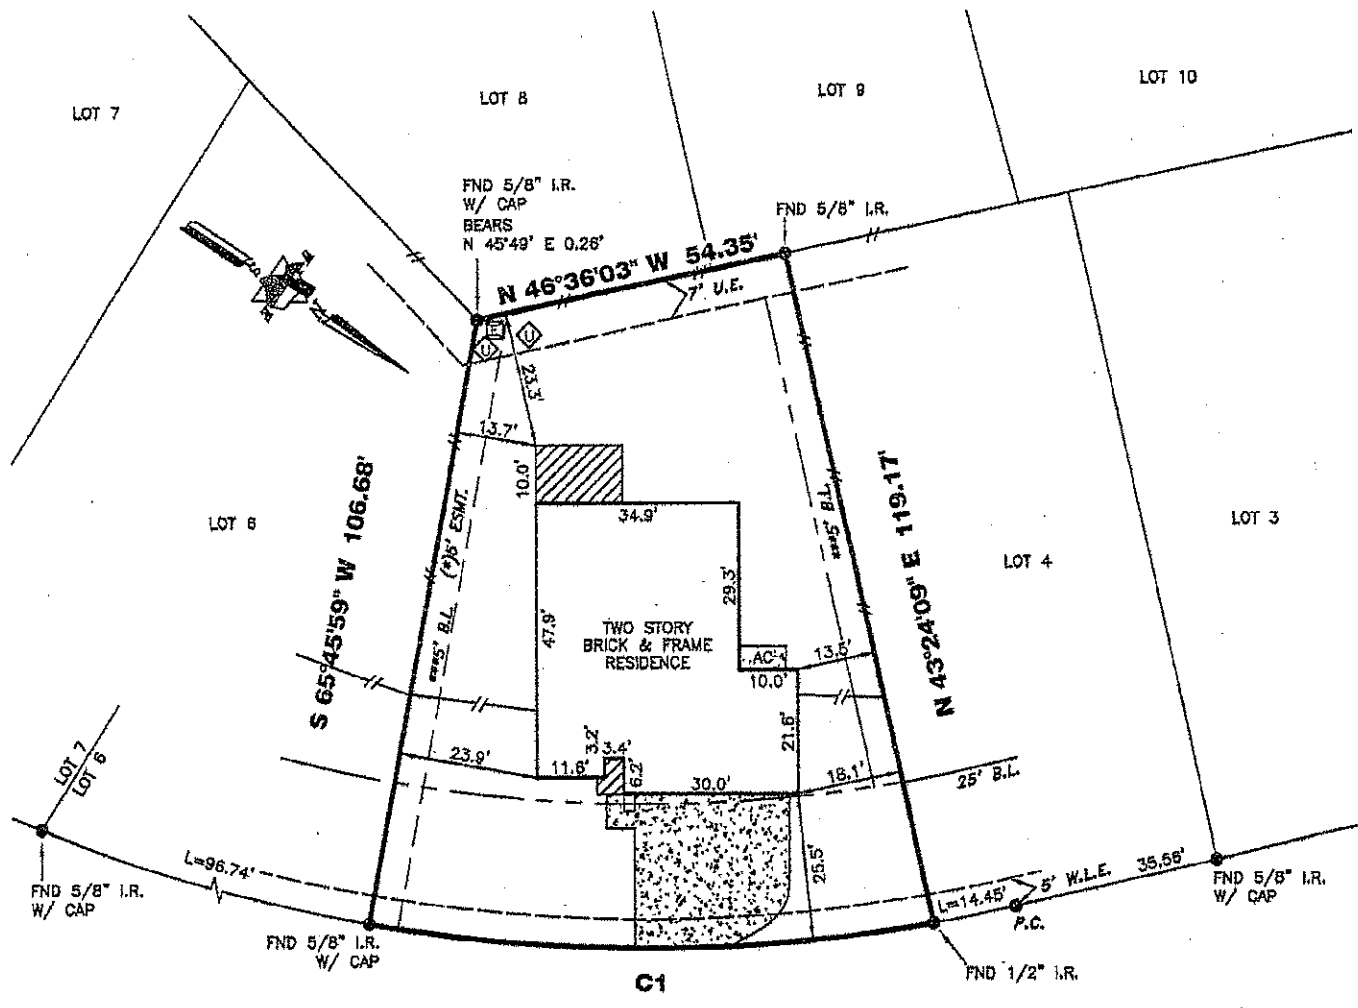 LOT 7
LOT 8
LOT 9
LOT 10
FND 5/8" I.R.
W/ CAP
BEARS
N 45°49' E 0.26'
FND 5/8" I.R.
N 46°36'03" W 54.35'
7' U.E.
E
U
U
S
N
23.3'
13.7'
10.0'
34.9'
S 65°45'59" W 106.68'
(*)5' ESMT.
***5' B.L.
***5' B.L.
N 43°24'09" E 119.17'
LOT 6
LOT 4
LOT 3
47.9'
29.3'
TWO STORY
BRICK & FRAME
RESIDENCE
AC
13.5'
10.0'
21.6'
3.2'
3.4'
23.9'
11.6'
6.2'
30.0'
18.1'
25' B.L.
LOT 7
LOT 6
25.5'
L=96.74'
L=14.45'
5' W.L.E.
35.56'
P.C.
FND 5/8" I.R.
W/ CAP
FND 5/8" I.R.
W/ CAP
FND 5/8" I.R.
W/ CAP
FND 1/2" I.R.
C1